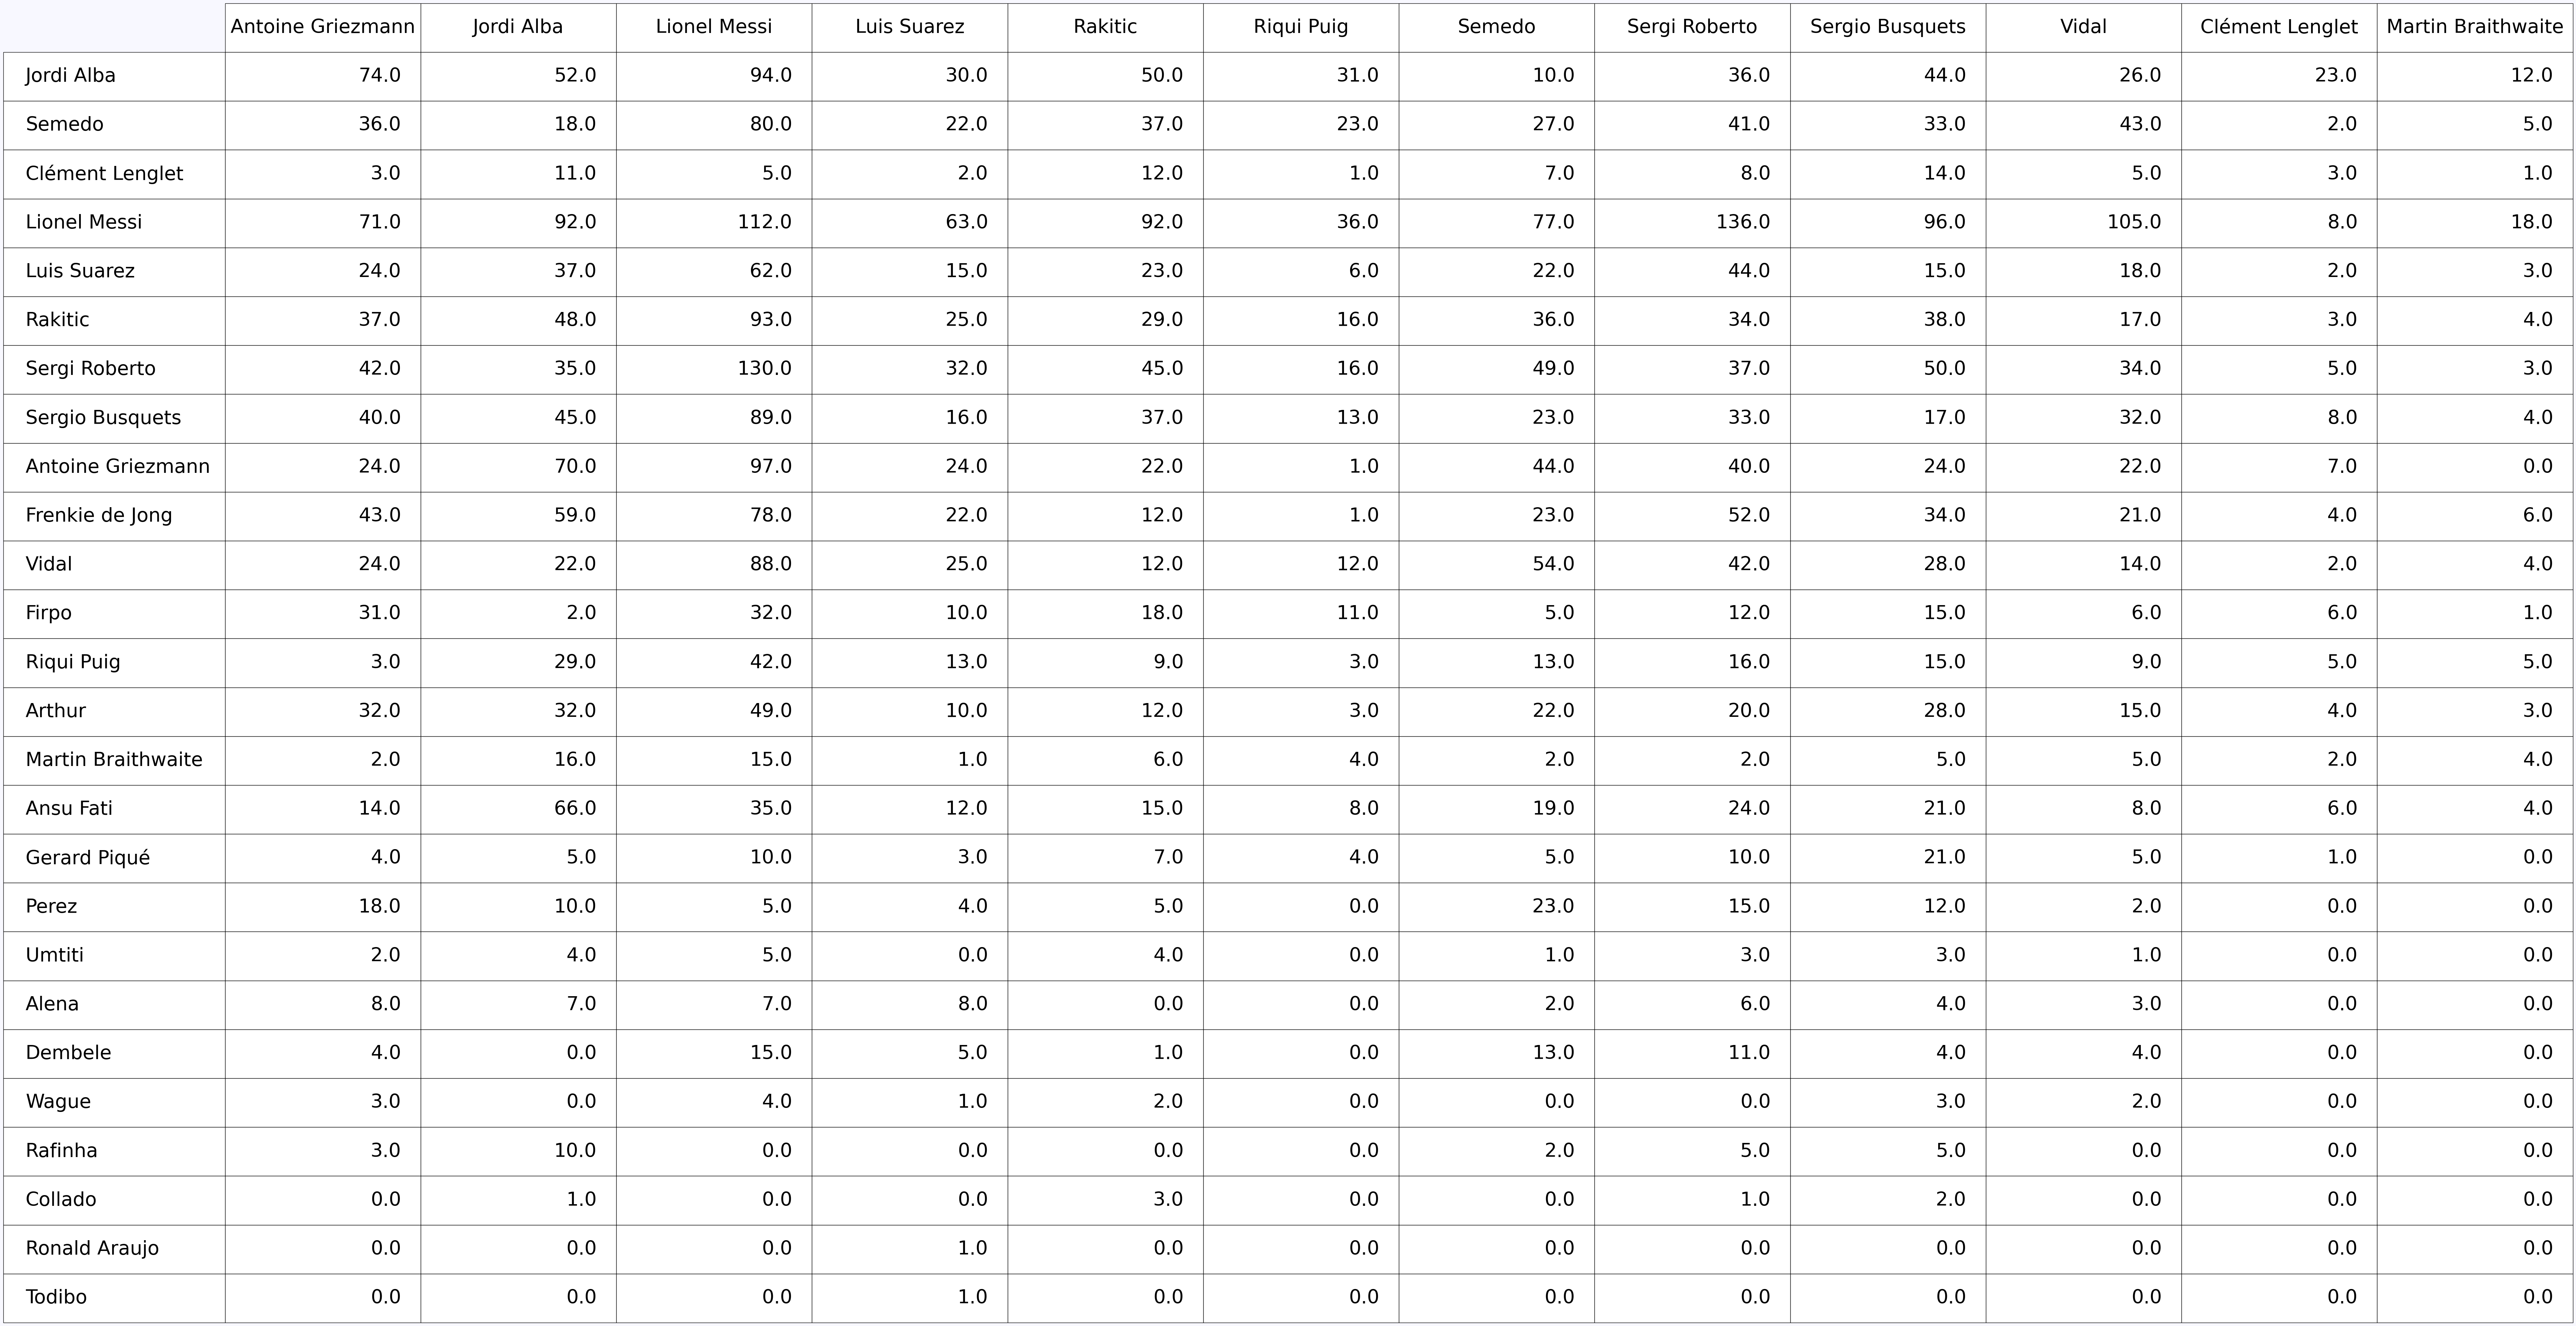 Antoine Griezmann Jordi Alba Lionel Messi Luis Suarez Rakitic Riqui Puig Semedo Sergi Roberto Sergio Busquets Vidal Clément Lenglet Martin Braithwaite
Jordi Alba 74.0 52.0 94.0 30.0 50.0 31.0 10.0 36.0 44.0 26.0 23.0 12.0
Semedo 36.0 18.0 80.0 22.0 37.0 23.0 27.0 41.0 33.0 43.0 2.0 5.0
Clément Lenglet 3.0 11.0 5.0 2.0 12.0 1.0 7.0 8.0 14.0 5.0 3.0 1.0
Lionel Messi 71.0 92.0 112.0 63.0 92.0 36.0 77.0 136.0 96.0 105.0 8.0 18.0
Luis Suarez 24.0 37.0 62.0 15.0 23.0 6.0 22.0 44.0 15.0 18.0 2.0 3.0
Rakitic 37.0 48.0 93.0 25.0 29.0 16.0 36.0 34.0 38.0 17.0 3.0 4.0
Sergi Roberto 42.0 35.0 130.0 32.0 45.0 16.0 49.0 37.0 50.0 34.0 5.0 3.0
Sergio Busquets 40.0 45.0 89.0 16.0 37.0 13.0 23.0 33.0 17.0 32.0 8.0 4.0
Antoine Griezmann 24.0 70.0 97.0 24.0 22.0 1.0 44.0 40.0 24.0 22.0 7.0 0.0
Frenkie de Jong 43.0 59.0 78.0 22.0 12.0 1.0 23.0 52.0 34.0 21.0 4.0 6.0
Vidal 24.0 22.0 88.0 25.0 12.0 12.0 54.0 42.0 28.0 14.0 2.0 4.0
Firpo 31.0 2.0 32.0 10.0 18.0 11.0 5.0 12.0 15.0 6.0 6.0 1.0
Riqui Puig 3.0 29.0 42.0 13.0 9.0 3.0 13.0 16.0 15.0 9.0 5.0 5.0
Arthur 32.0 32.0 49.0 10.0 12.0 3.0 22.0 20.0 28.0 15.0 4.0 3.0
Martin Braithwaite 2.0 16.0 15.0 1.0 6.0 4.0 2.0 2.0 5.0 5.0 2.0 4.0
Ansu Fati 14.0 66.0 35.0 12.0 15.0 8.0 19.0 24.0 21.0 8.0 6.0 4.0
Gerard Piqué 4.0 5.0 10.0 3.0 7.0 4.0 5.0 10.0 21.0 5.0 1.0 0.0
Perez 18.0 10.0 5.0 4.0 5.0 0.0 23.0 15.0 12.0 2.0 0.0 0.0
Umtiti 2.0 4.0 5.0 0.0 4.0 0.0 1.0 3.0 3.0 1.0 0.0 0.0
Alena 8.0 7.0 7.0 8.0 0.0 0.0 2.0 6.0 4.0 3.0 0.0 0.0
Dembele 4.0 0.0 15.0 5.0 1.0 0.0 13.0 11.0 4.0 4.0 0.0 0.0
Wague 3.0 0.0 4.0 1.0 2.0 0.0 0.0 0.0 3.0 2.0 0.0 0.0
Rafinha 3.0 10.0 0.0 0.0 0.0 0.0 2.0 5.0 5.0 0.0 0.0 0.0
Collado 0.0 1.0 0.0 0.0 3.0 0.0 0.0 1.0 2.0 0.0 0.0 0.0
Ronald Araujo 0.0 0.0 0.0 1.0 0.0 0.0 0.0 0.0 0.0 0.0 0.0 0.0
Todibo 0.0 0.0 0.0 1.0 0.0 0.0 0.0 0.0 0.0 0.0 0.0 0.0